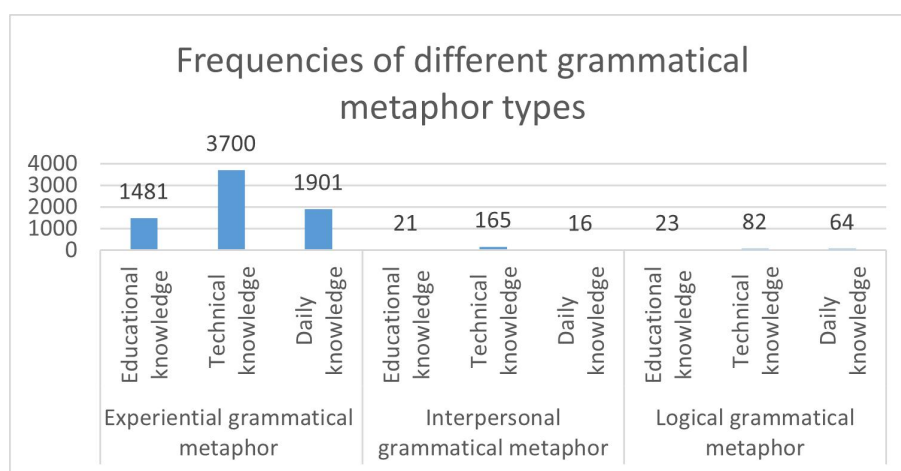 Frequencies of different grammatical
metaphor types
4000
3000
2000
1000
0
1481
3700
1901
21
165
16
23
82
64
Educational
knowledge
Technical
knowledge
Daily
knowledge
Educational
knowledge
Technical
knowledge
Daily
knowledge
Educational
knowledge
Technical
knowledge
Daily
knowledge
Experiential grammatical
metaphor
Interpersonal
grammatical metaphor
Logical grammatical
metaphor